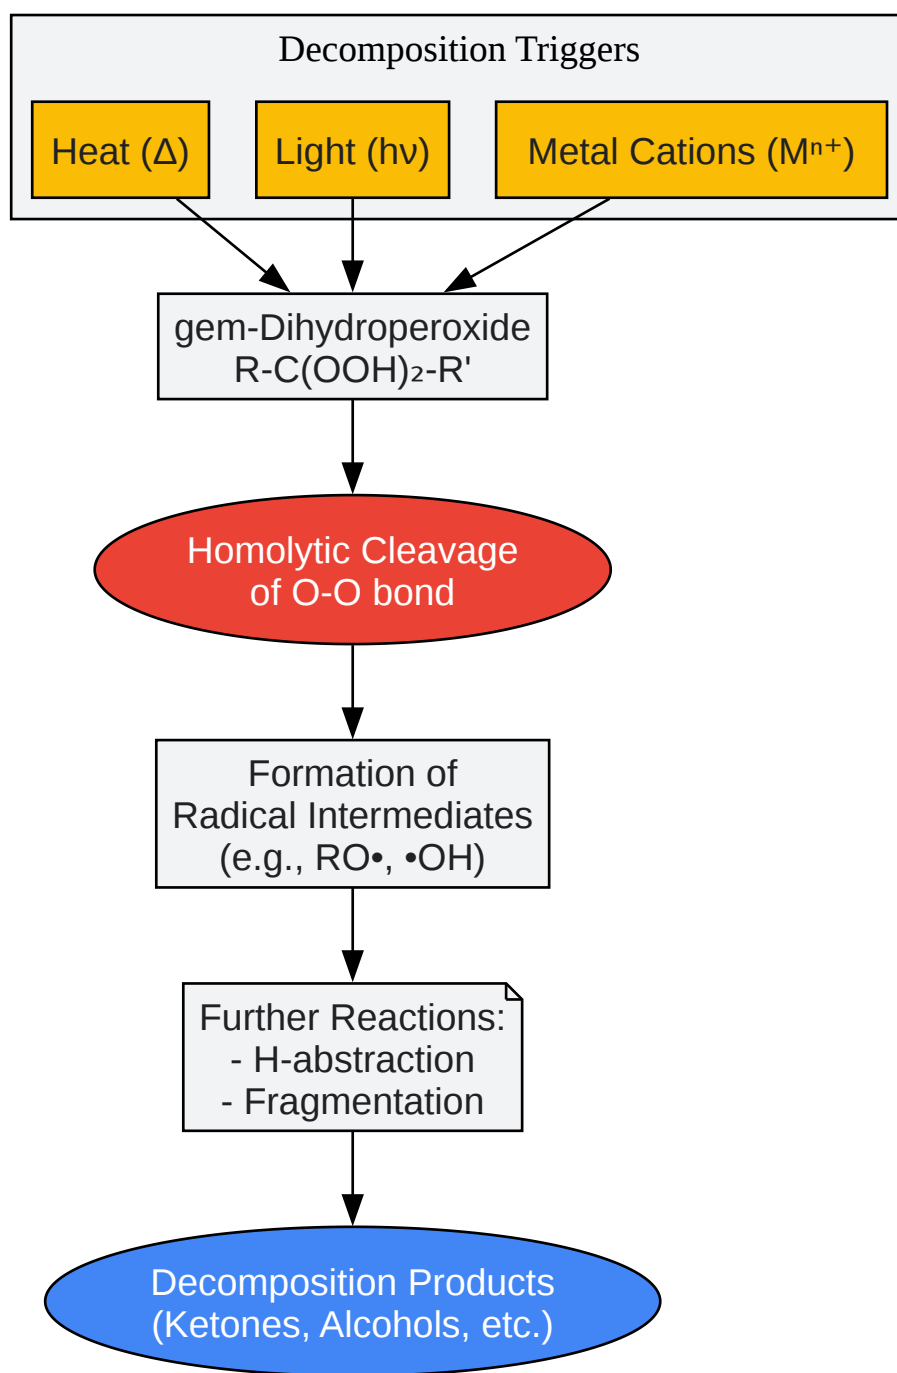 Decomposition Triggers
Heat (Δ)
Light (hν)
Metal Cations (Mⁿ⁺)
gem-Dihydroperoxide
R-C(OOH)₂-R'
Homolytic Cleavage
of O-O bond
Formation of
Radical Intermediates
(e.g., RO•, •OH)
Further Reactions:
- H-abstraction
- Fragmentation
Decomposition Products
(Ketones, Alcohols, etc.)